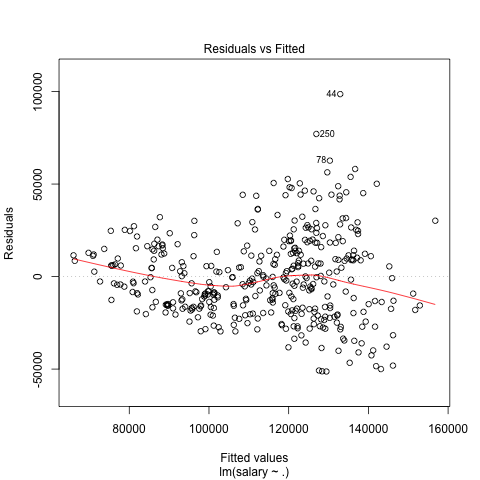 Residuals vs Fitted
Residuals
100000
50000
0
-50000
44
250
78
80000 100000 120000 140000 160000
Fitted values
lm(salary ~ .)